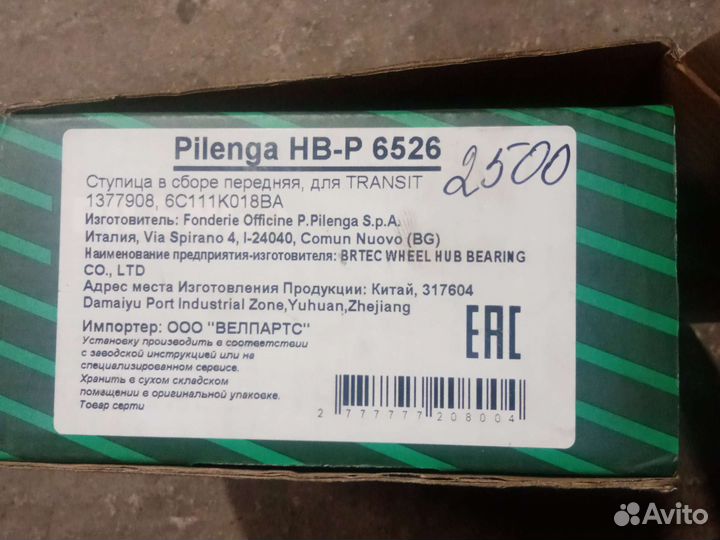 Pilenga HB-P 6526
2500
Ступица в сборе передняя, для TRANSIT
1377908, 6C111K018BA
Изготовитель: Fonderie Officine P.Pilenga S.p.A.
Италия, Via Spirano 4, I-24040, Comun Nuovo (BG)
Наименование предприятия-изготовителя: BRTEC WHEEL HUB BEARING
CO., LTD
Адрес места Изготовления Продукции: Китай, 317604
Damaiyu Port Industrial Zone,Yuhuan,Zhejiang
Импортер: ООО "ВЕЛПАРТС"
EAC
Установку производить в соответствии
с заводской инструкцией или на
специализированном сервисе.
Хранить в сухом складском
помещении в оригинальной упаковке.
Товар серти
2 777777 208004
Avito